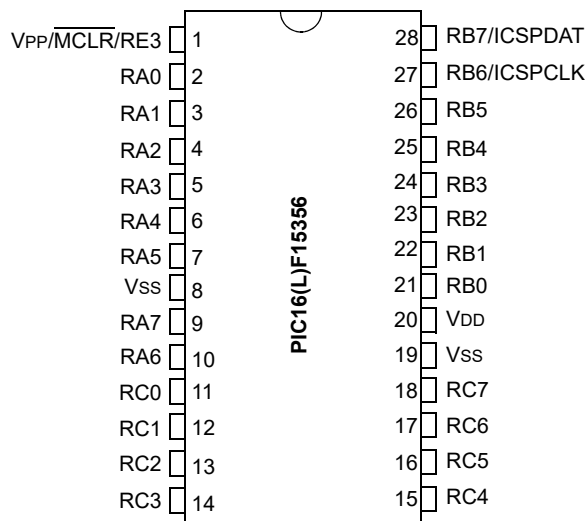 VPP/MCLR/RE3 1 28 RB7/ICSPDAT
RA0 2 27 RB6/ICSPCLK
RA1 3 26 RB5
RA2 4 25 RB4
RA3 5 24 RB3
RA4 6 23 RB2
RA5 7 22 RB1
VSS 8 21 RB0
RA7 9 20 VDD
RA6 10 19 VSS
RC0 11 18 RC7
RC1 12 17 RC6
RC2 13 16 RC5
RC3 14 15 RC4
PIC16(L)F15356